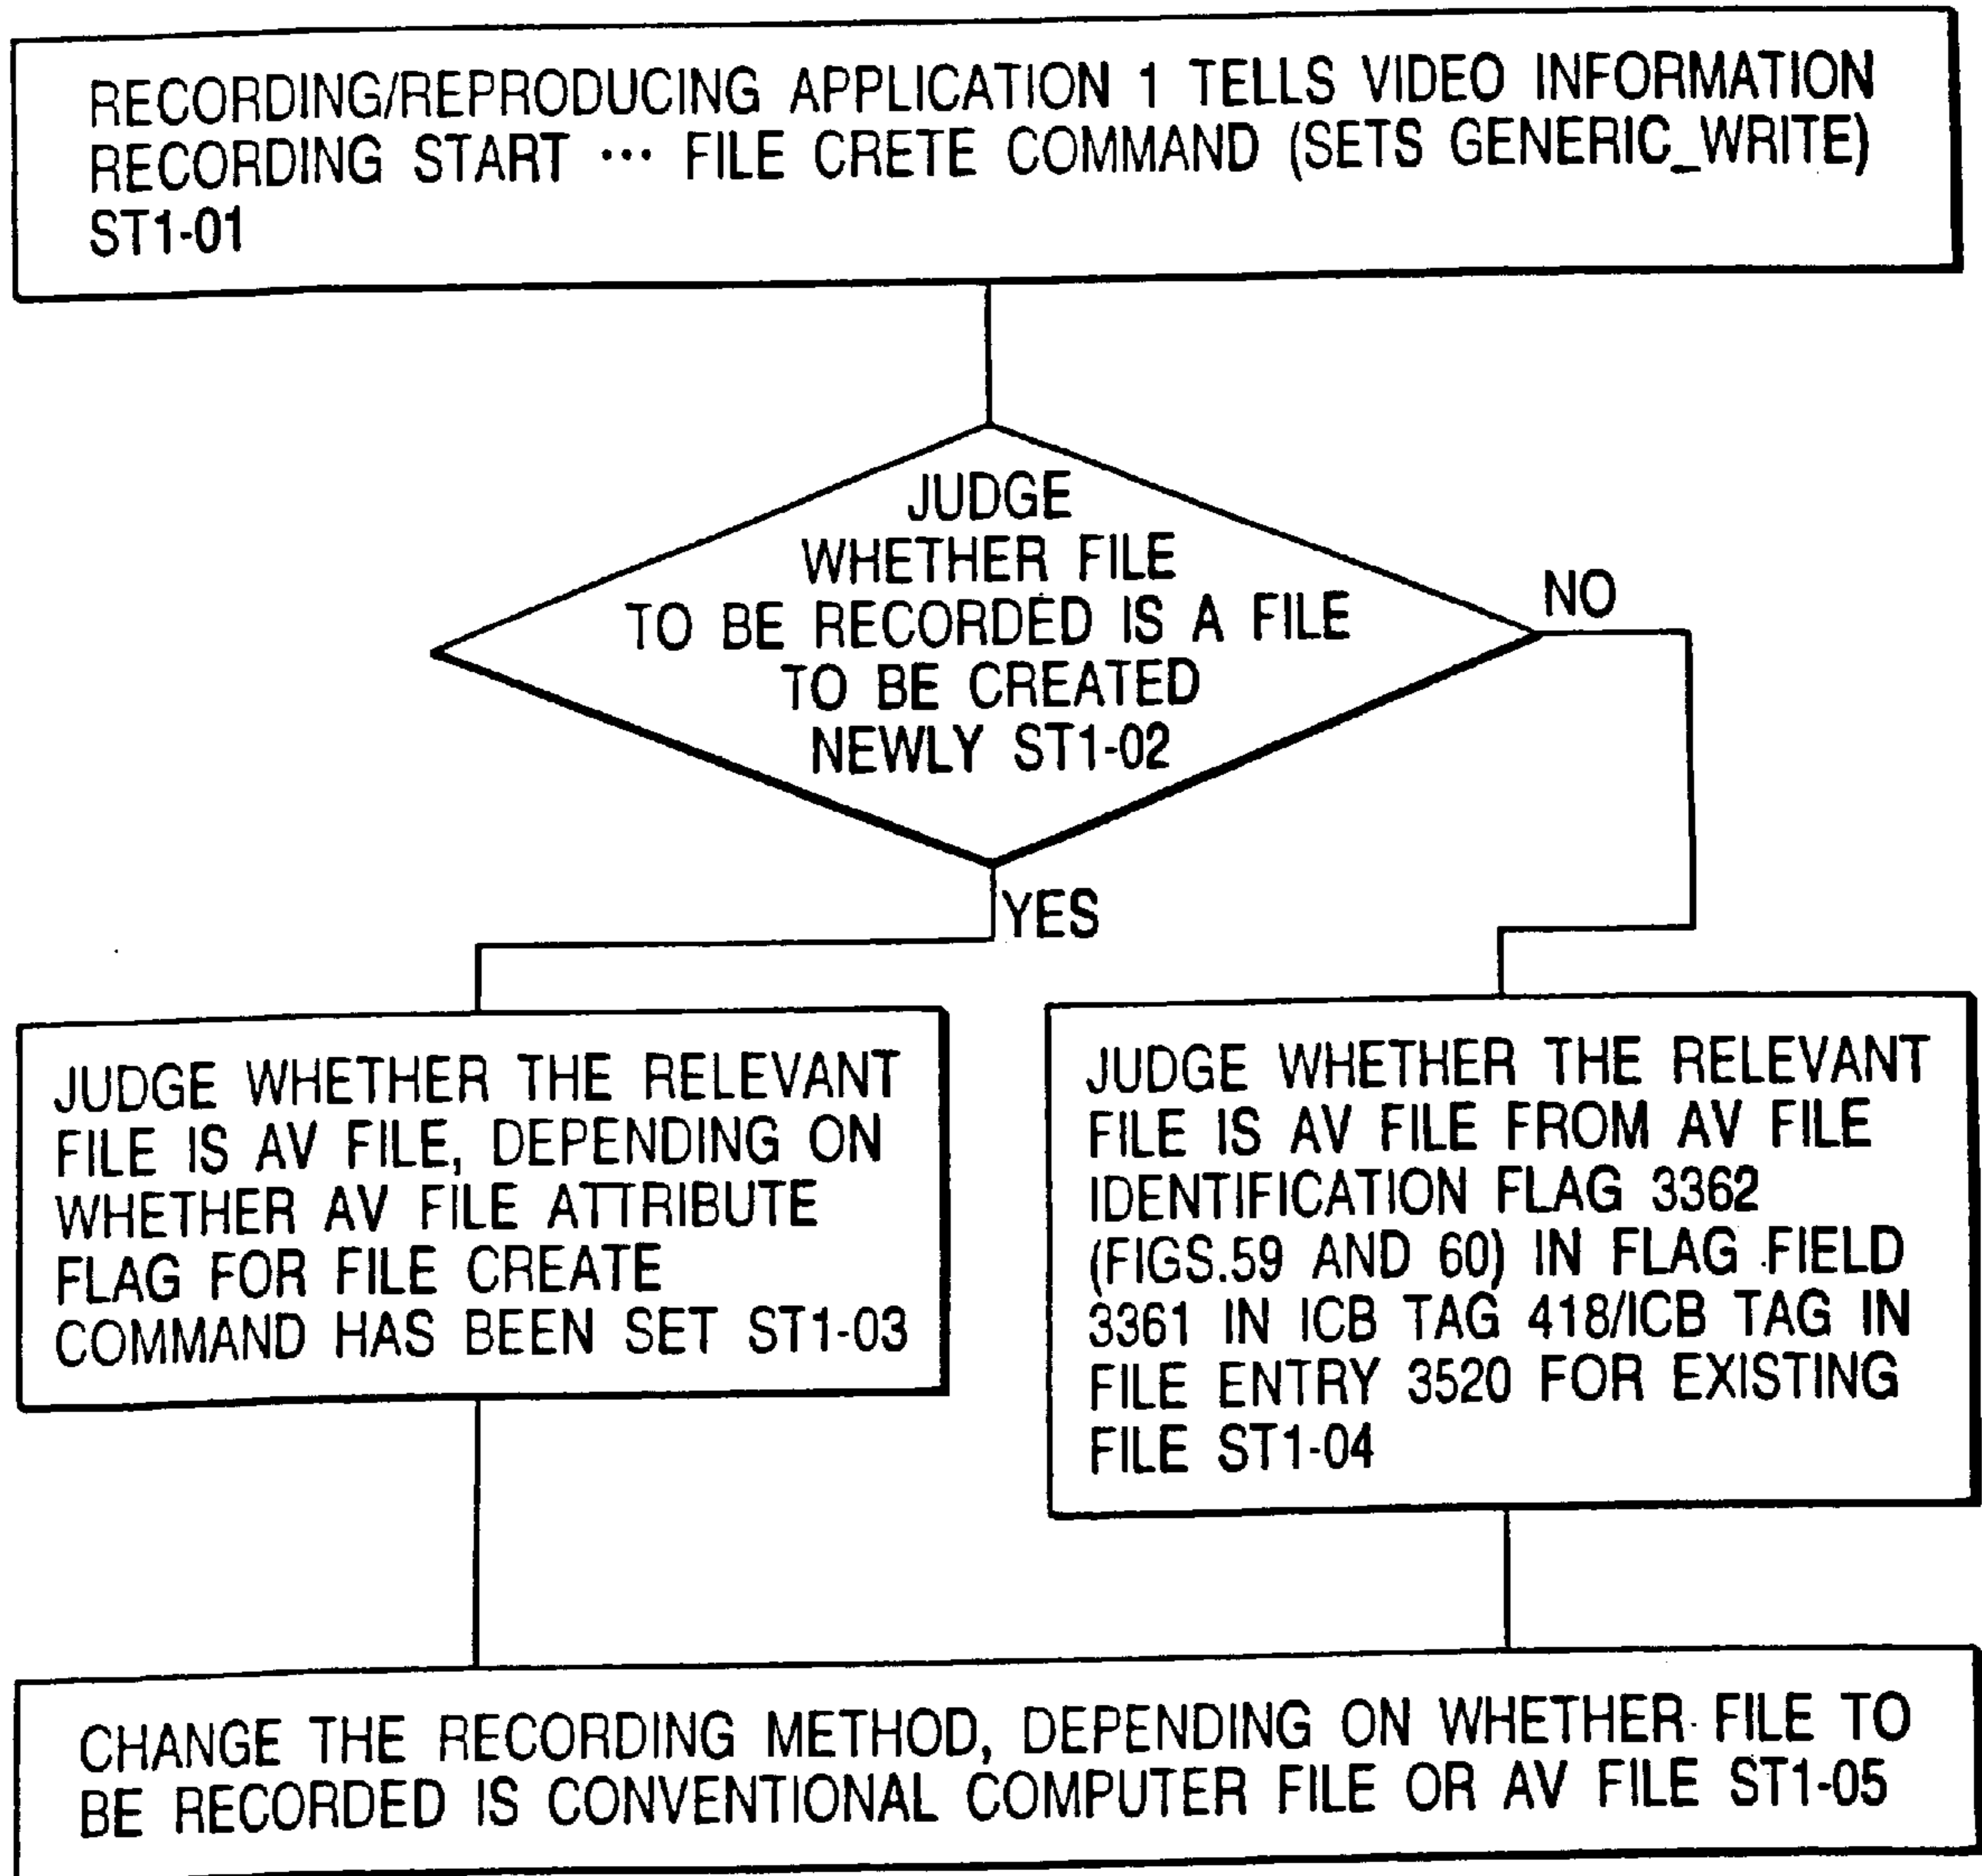 RECORDING/REPRODUCING APPLICATION 1 TELLS VIDEO INFORMATION
RECORDING START ··· FILE CRETE COMMAND (SETS GENERIC_WRITE)
ST1-01
JUDGE
WHETHER FILE
TO BE RECORDED IS A FILE
TO BE CREATED
NEWLY ST1-02
NO
YES
JUDGE WHETHER THE RELEVANT
FILE IS AV FILE, DEPENDING ON
WHETHER AV FILE ATTRIBUTE
FLAG FOR FILE CREATE
COMMAND HAS BEEN SET ST1-03
JUDGE WHETHER THE RELEVANT
FILE IS AV FILE FROM AV FILE
IDENTIFICATION FLAG 3362
(FIGS.59 AND 60) IN FLAG FIELD
3361 IN ICB TAG 418/ICB TAG IN
FILE ENTRY 3520 FOR EXISTING
FILE ST1-04
CHANGE THE RECORDING METHOD, DEPENDING ON WHETHER FILE TO
BE RECORDED IS CONVENTIONAL COMPUTER FILE OR AV FILE ST1-05